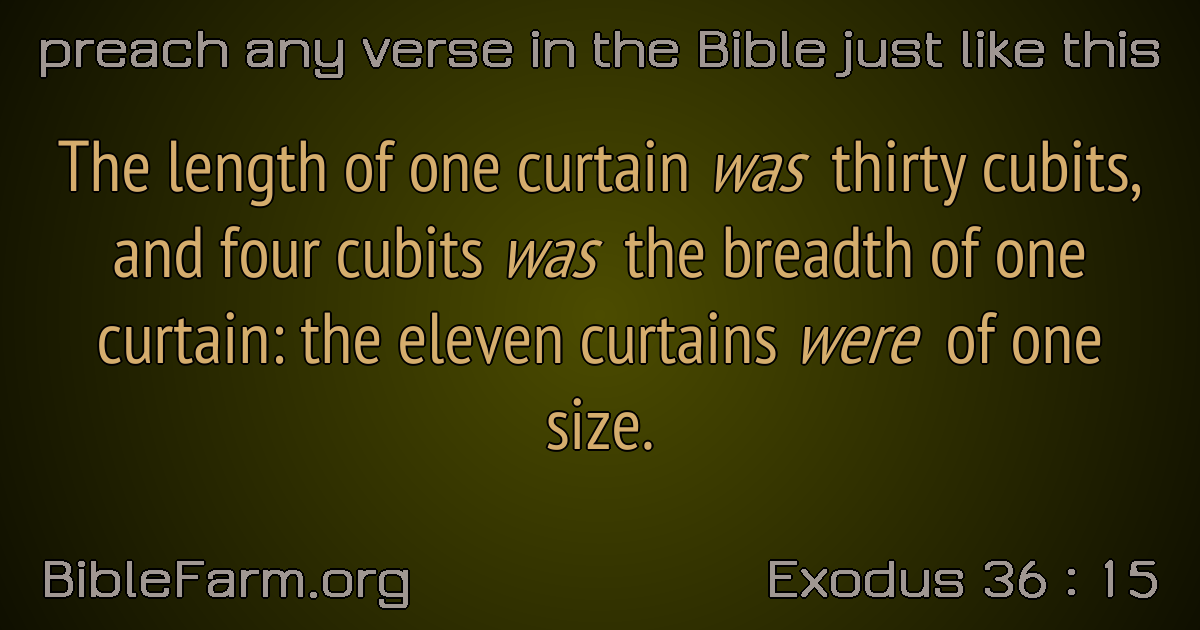 preach any verse in the Bible just like this
The length of one curtain was thirty cubits,
and four cubits was the breadth of one
curtain: the eleven curtains were of one
size.
BibleFarm.org
Exodus 36 : 15